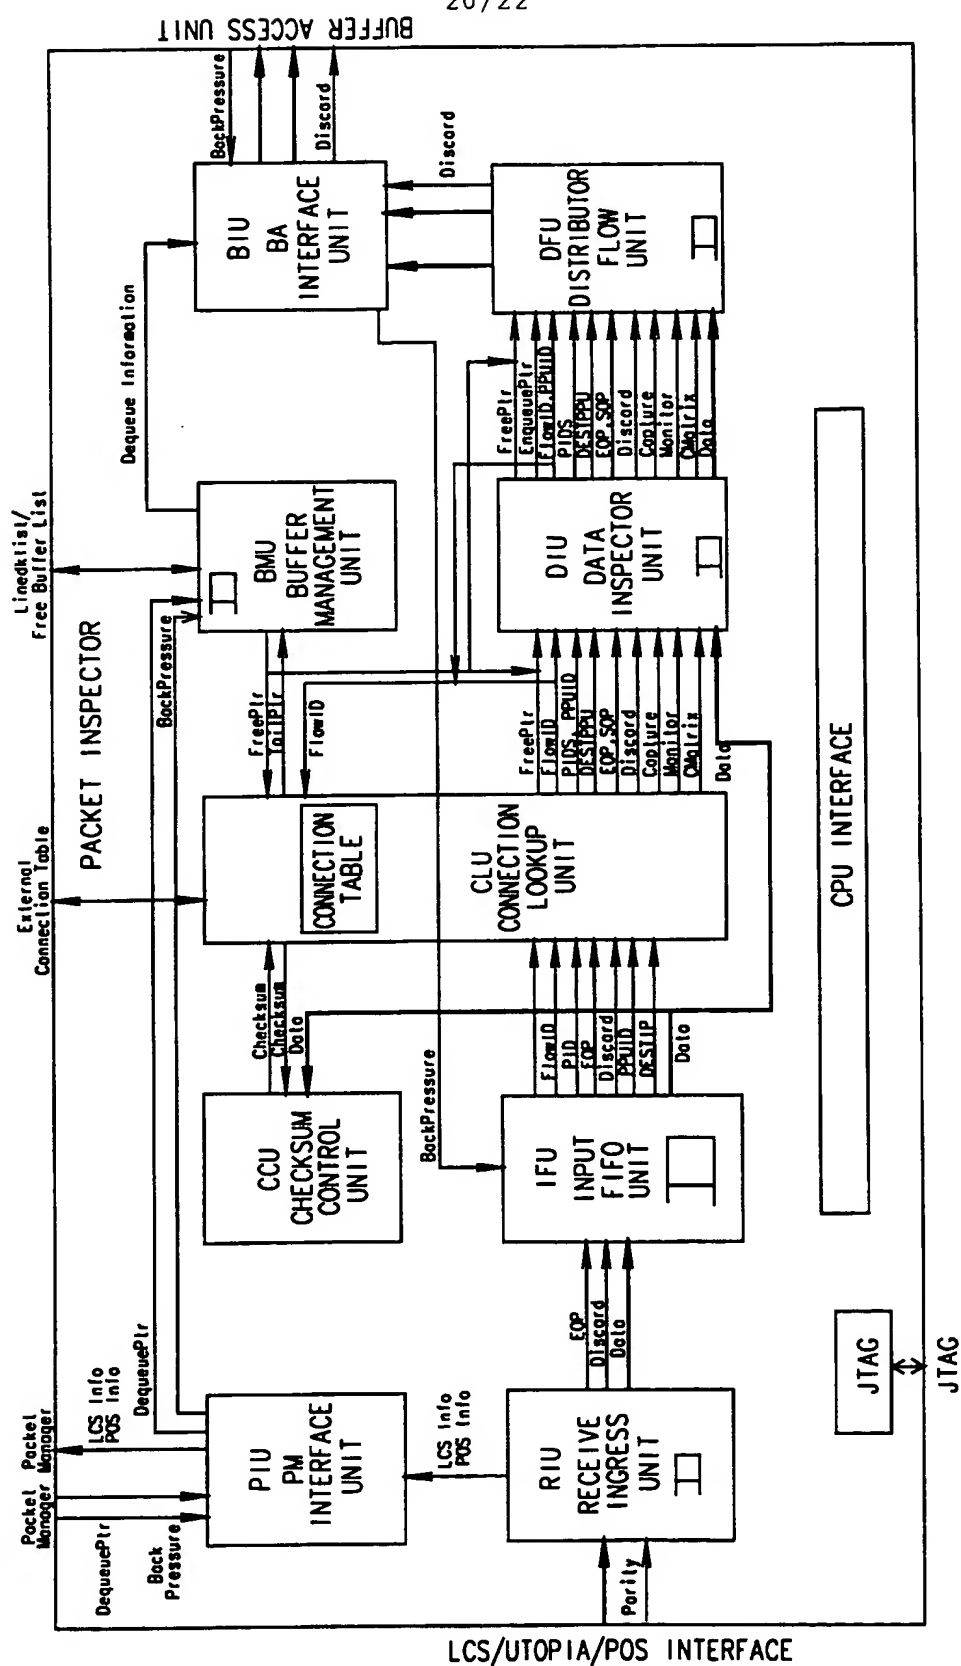 20/22
BUFFER ACCESS UNIT
BackPressure
Discard
BIU
BA
INTERFACE
UNIT
Discard
DFU
DISTRIBUTOR
FLOW
UNIT
Dequeue Information
Linedklist/
Free Buffer List
BMU
BUFFER
MANAGEMENT
UNIT
BackPressure
FreePtr
EnqueuePtr
FlowID.PPUID
PIDS
DESTPPU
EOP.SOP
Discard
Capture
Monitor
CMatrix
Data
DIU
DATA
INSPECTOR
UNIT
PACKET INSPECTOR
FreePtr
TailPtr
FlowID
FreePtr
FlowID
PIDS, PPUID
DESTPPU
EOP.SOP
Discard
Capture
Monitor
CMatrix
Data
External
Connection Table
CONNECTION
TABLE
CLU
CONNECTION
LOOKUP
UNIT
CPU INTERFACE
Checksum
Checksum
Data
BackPressure
FlowID
PID
EOP
Discard
PPUID
DESTIP
Data
CCU
CHECKSUM
CONTROL
UNIT
IFU
INPUT
FIFO
UNIT
DequeuePtr
EOP
Discard
Data
Packet
Manager
LCS Info
POS Info
Packet
Manager
PIU
PM
INTERFACE
UNIT
LCS Info
POS Info
RIU
RECEIVE
INGRESS
UNIT
JTAG
JTAG
DequeuePtr
Back
Pressure
Parity
LCS/UTOPIA/POS INTERFACE